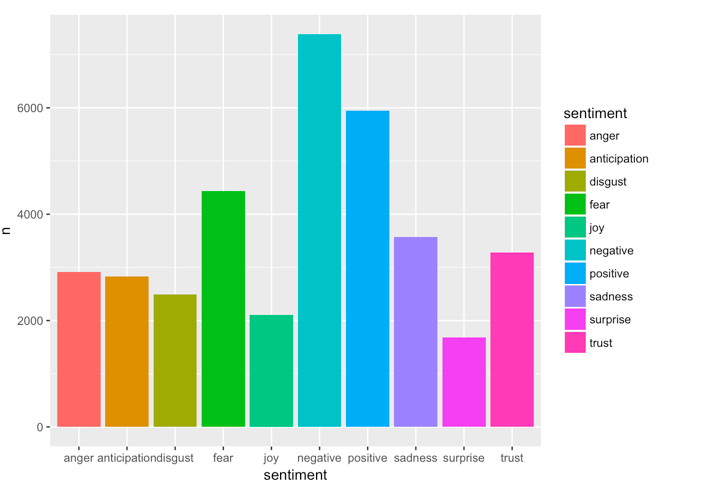 n
6000
4000
2000
0
anger anticipation disgust fear joy negative positive sadness surprise trust
sentiment
sentiment
anger
anticipation
disgust
fear
joy
negative
positive
sadness
surprise
trust